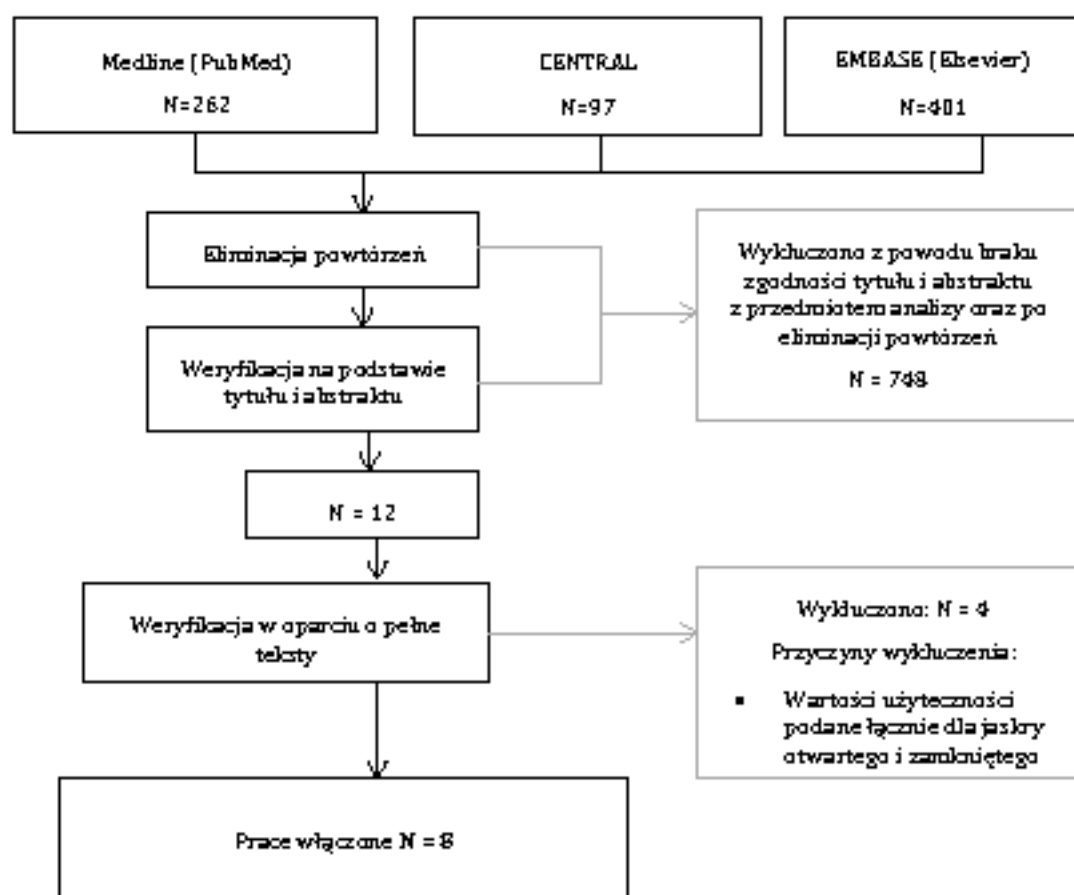 Medline (PubMed)
N=262
CENTRAL
N=97
EMBASE (Elsevier)
N=401
Eliminacja powtórzeń
Wykluczono z powodu braku
zgodności tytułu i abstraktu
z przedmiotem analizy oraz po
eliminacji powtórzeń
N = 748
Weryfikacja na podstawie
tytułu i abstraktu
N = 12
Weryfikacja w oparciu o pełne
teksty
Wykluczono: N = 4
Przyczyny wykluczenia:
▪ Wartości użyteczności
podane łącznie dla jaskry
otwartego i zamkniętego
Prace włączone N = 8